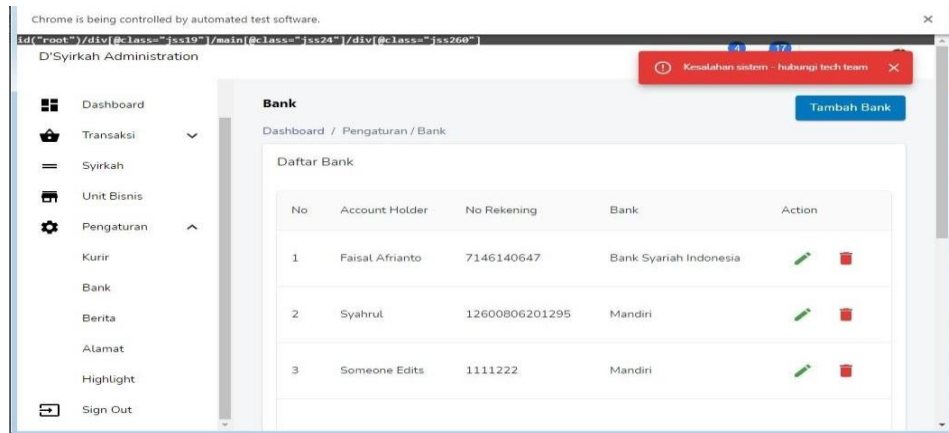 Chrome is being controlled by automated test software.
id("root")/div[@class="jss19"]/main[@class="jss24"]/div[@class="jss260"]
D'Syirkah Administration
4 17
Kesalahan sistem - hubungi tech team
Dashboard
Transaksi
Syirkah
Unit Bisnis
Pengaturan
Kurir
Bank
Berita
Alamat
Highlight
Sign Out
Bank
Tambah Bank
Dashboard / Pengaturan / Bank
Daftar Bank
No Account Holder No Rekening Bank Action
1 Faisal Afrianto 7146140647 Bank Syariah Indonesia
2 Syahrul 12600806201295 Mandiri
3 Someone Edits 1111222 Mandiri